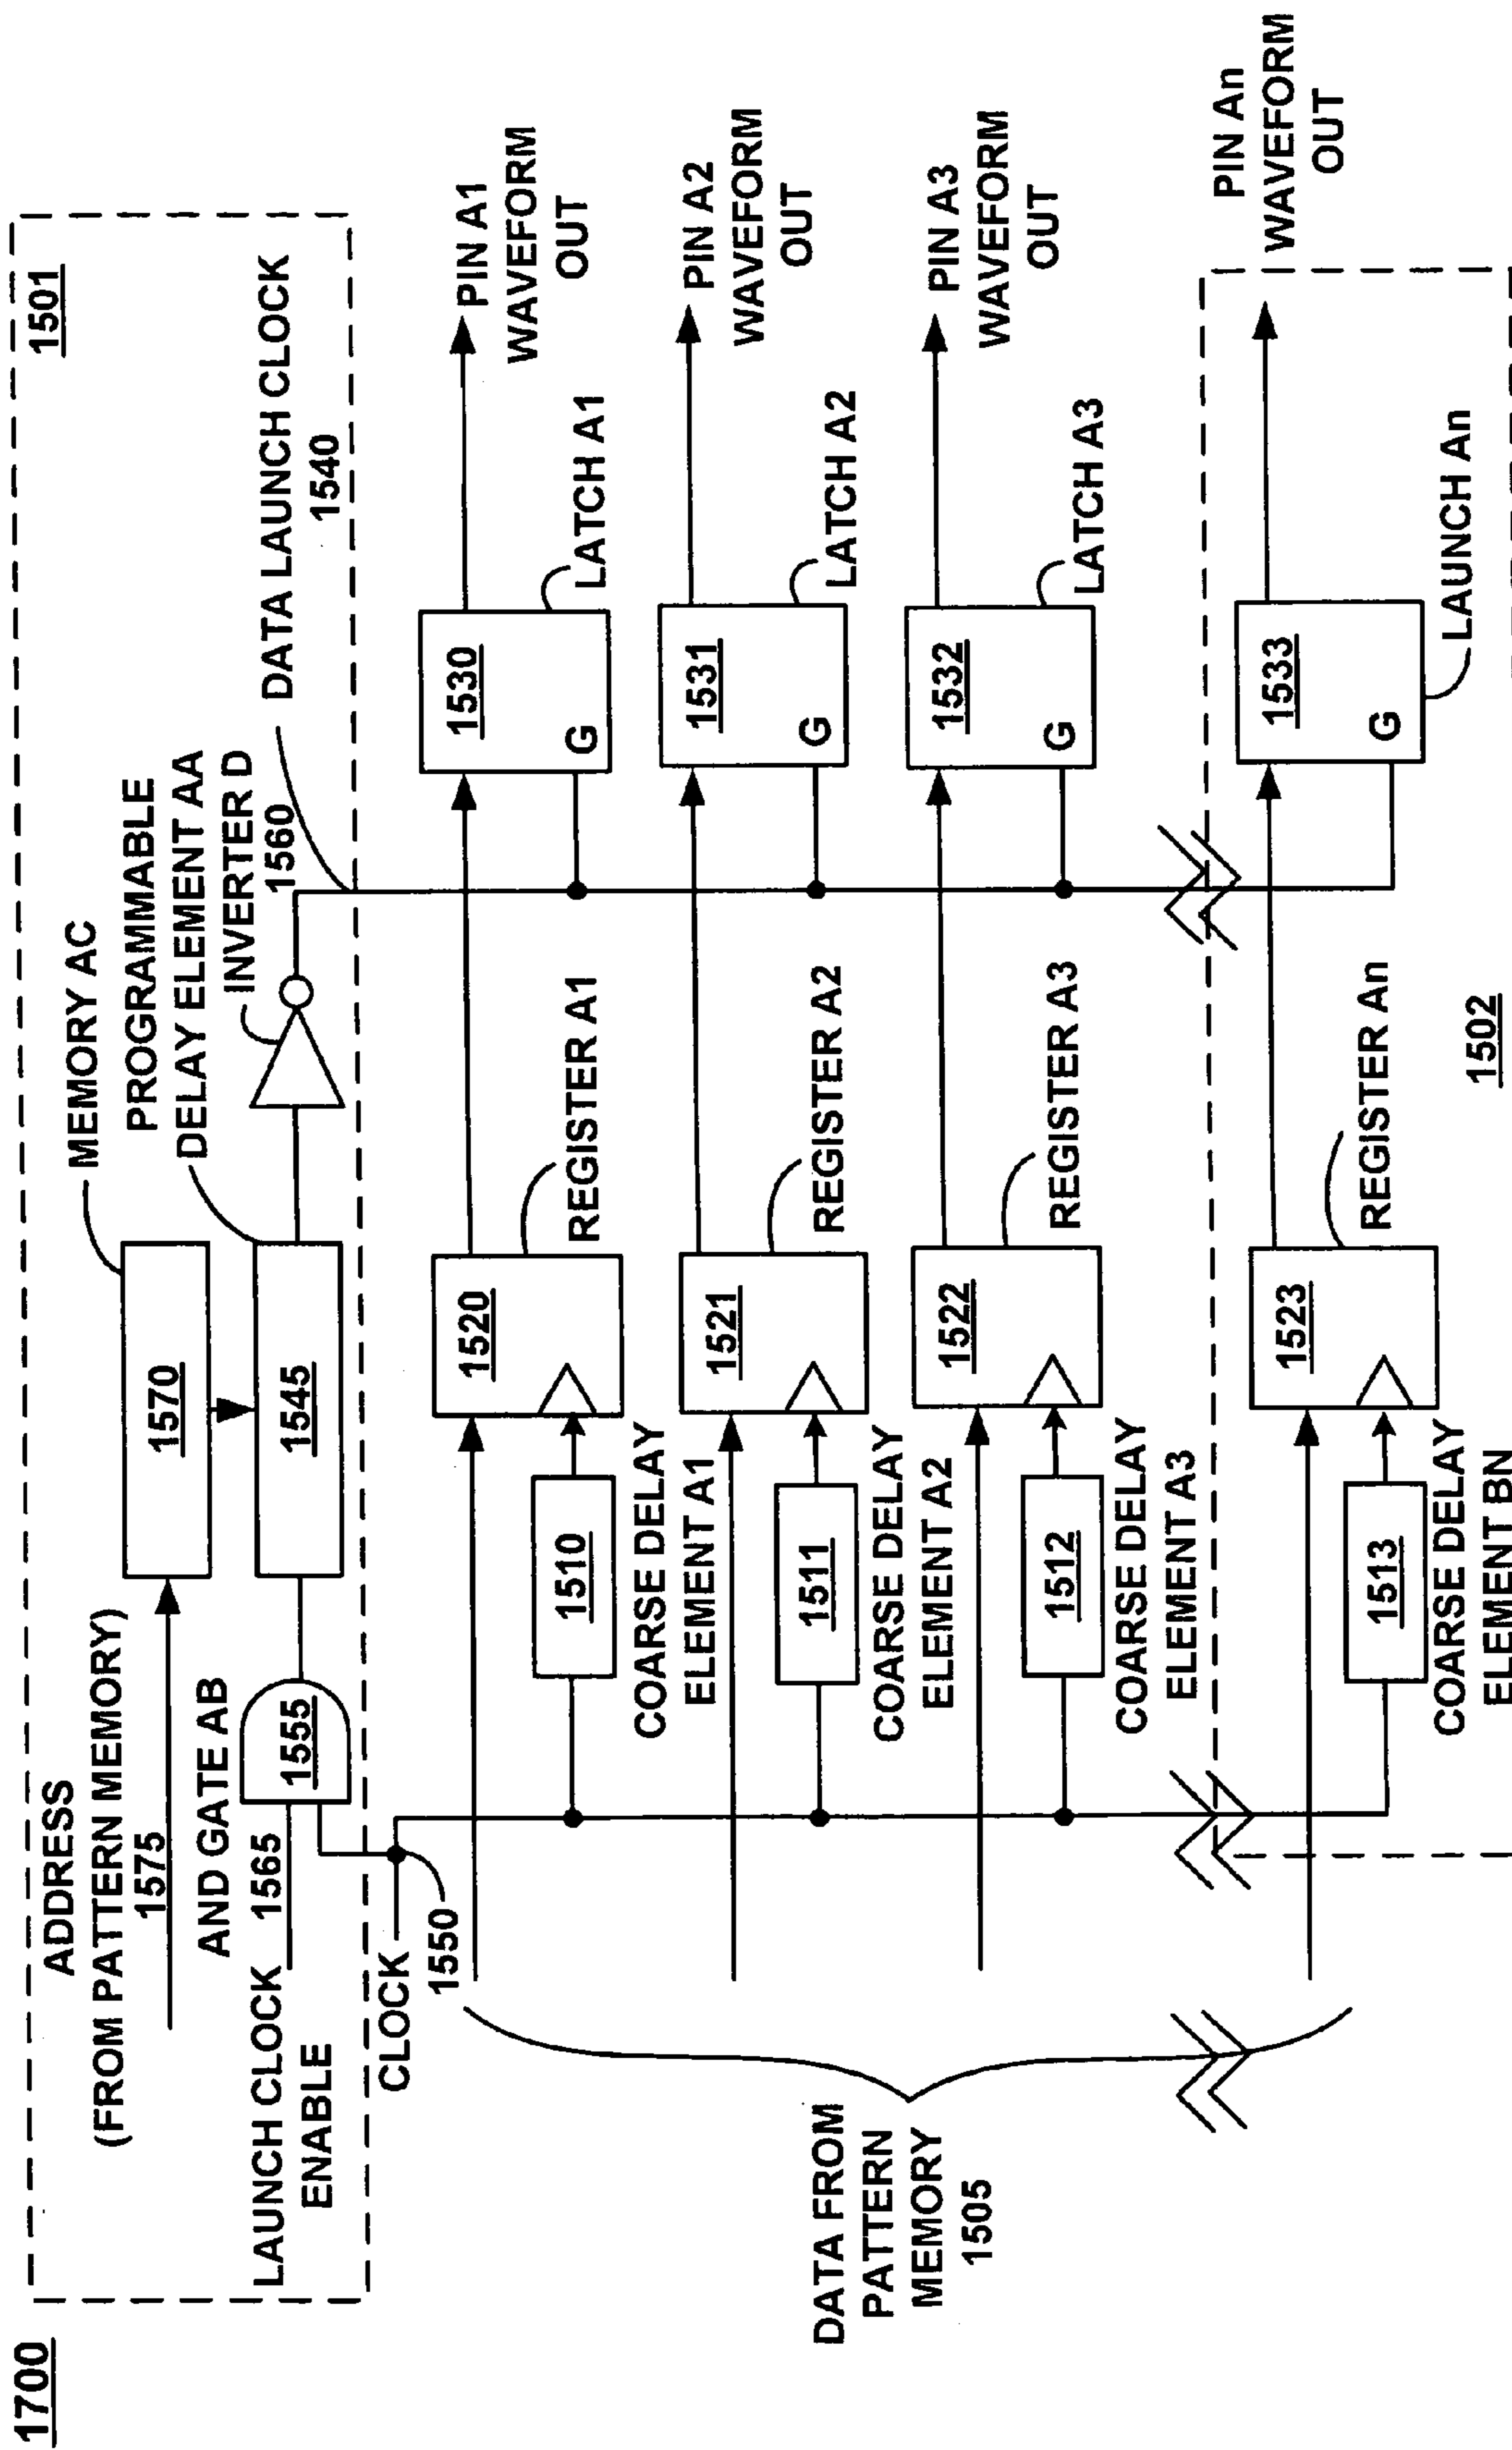 1700
1501
ADDRESS
(FROM PATTERN MEMORY)
1575
MEMORY AC
1570
PROGRAMMABLE
DELAY ELEMENT AA
1545
INVERTER D
1560
AND GATE AB
1555
LAUNCH CLOCK 1565
ENABLE
DATA LAUNCH CLOCK
1540
CLOCK
1550
1520
REGISTER A1
1530
G
LATCH A1
PIN A1
WAVEFORM
OUT
1510
COARSE DELAY
ELEMENT A1
1521
REGISTER A2
1531
G
LATCH A2
PIN A2
WAVEFORM
OUT
1511
COARSE DELAY
ELEMENT A2
1522
REGISTER A3
1532
G
LATCH A3
PIN A3
WAVEFORM
OUT
1512
COARSE DELAY
ELEMENT A3
DATA FROM
PATTERN
MEMORY
1505
1523
REGISTER An
1533
G
LAUNCH An
PIN An
WAVEFORM
OUT
1513
COARSE DELAY
ELEMENT BN
1502